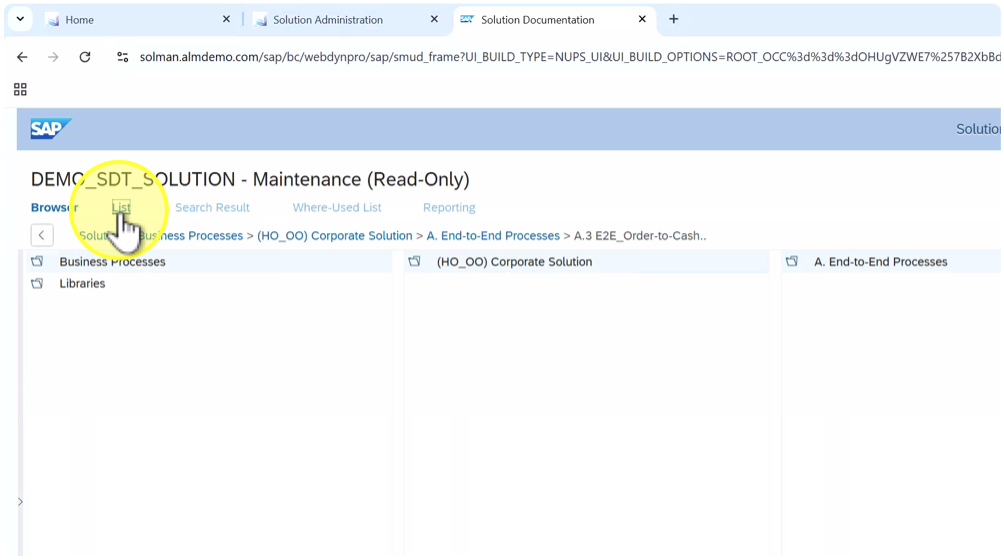 Home
Solution Administration
Solution Documentation
solman.almdemo.com/sap/bc/webdynpro/sap/smud_frame?UI_BUILD_TYPE=NUPS_UI&UI_BUILD_OPTIONS=ROOT_OCC%3d%3d%3dOHUgVZWE7%257B2XbBd
SAP
Solution
DEMO_SDT_SOLUTION - Maintenance (Read-Only)
Browser List Search Result Where-Used List Reporting
Business Processes > (HO_OO) Corporate Solution > A. End-to-End Processes > A.3 E2E_Order-to-Cash..
Business Processes (HO_OO) Corporate Solution A. End-to-End Processes
Libraries